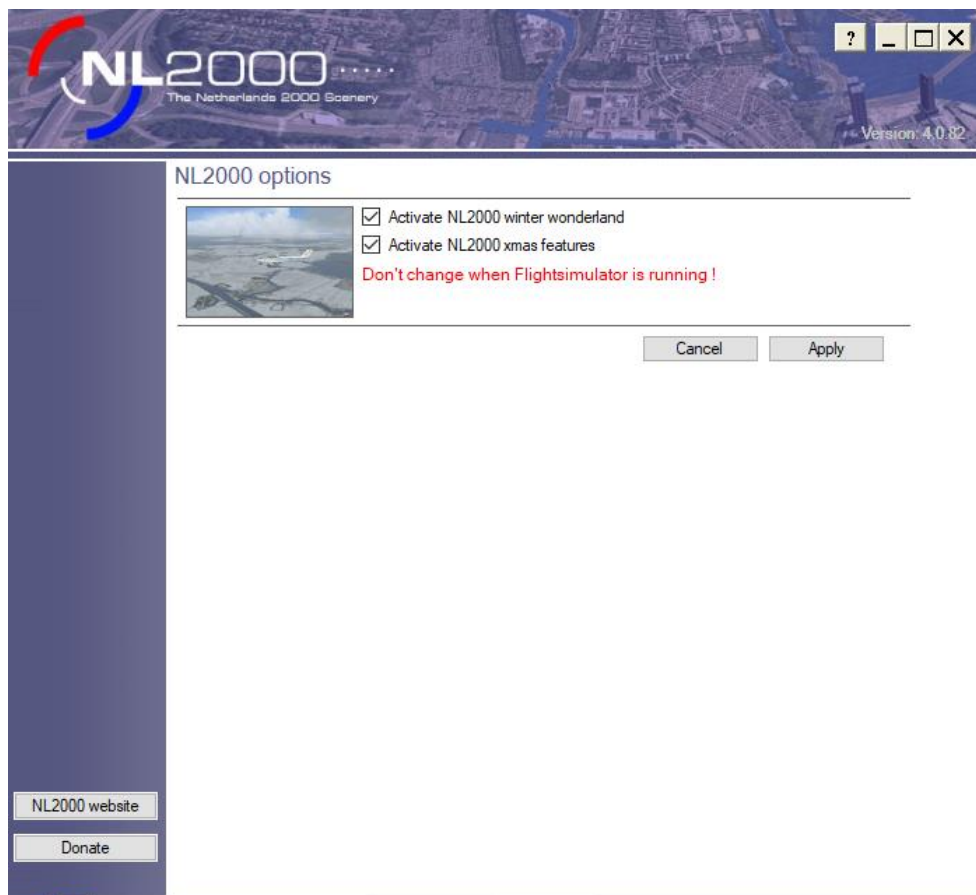 NL2000
The Netherlands 2000 Scenery
?
Version: 4.0.82
NL2000 options
Activate NL2000 winter wonderland
Activate NL2000 xmas features
Don't change when Flightsimulator is running !
Cancel
Apply
NL2000 website
Donate